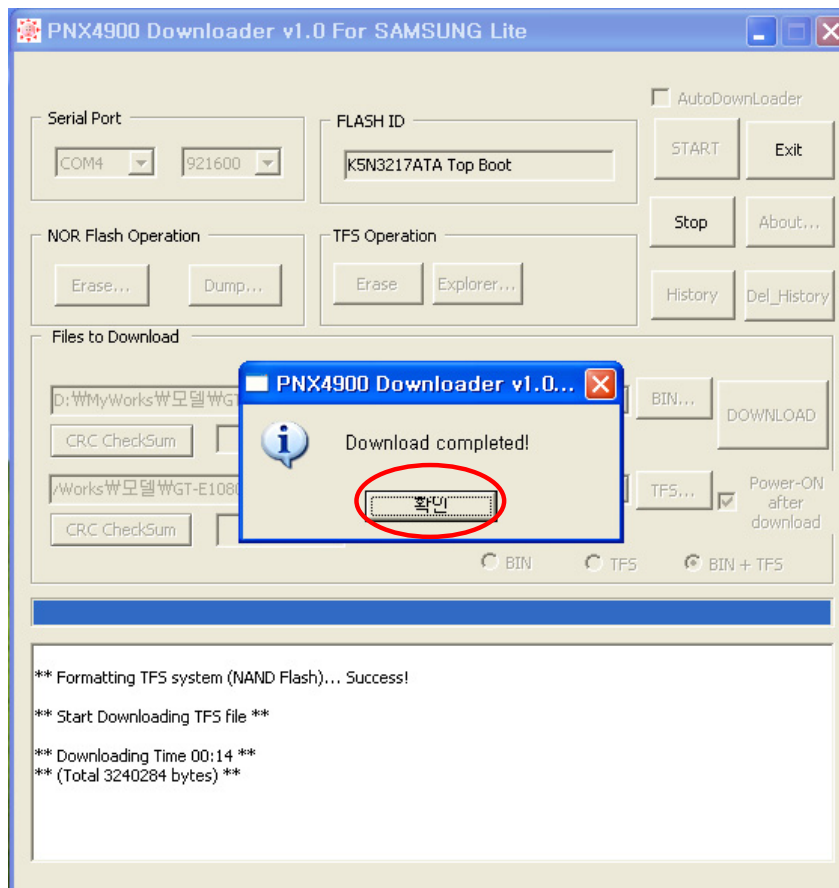 PNX4900 Downloader v1.0 For SAMSUNG Lite
AutoDownLoader
Serial Port
FLASH ID
COM4
921600
K5N3217ATA Top Boot
START
Exit
Stop
About...
NOR Flash Operation
TFS Operation
Erase...
Dump...
Erase
Explorer...
History
Del_History
Files to Download
PNX4900 Downloader v1.0...
D:₩MyWorks₩모델₩GT
BIN...
DOWNLOAD
CRC CheckSum
Download completed!
/Works₩모델₩GT-E1080
확인
TFS...
Power-ON
after
download
CRC CheckSum
BIN
TFS
BIN + TFS
** Formatting TFS system (NAND Flash)... Success!
** Start Downloading TFS file **
** Downloading Time 00:14 **
** (Total 3240284 bytes) **